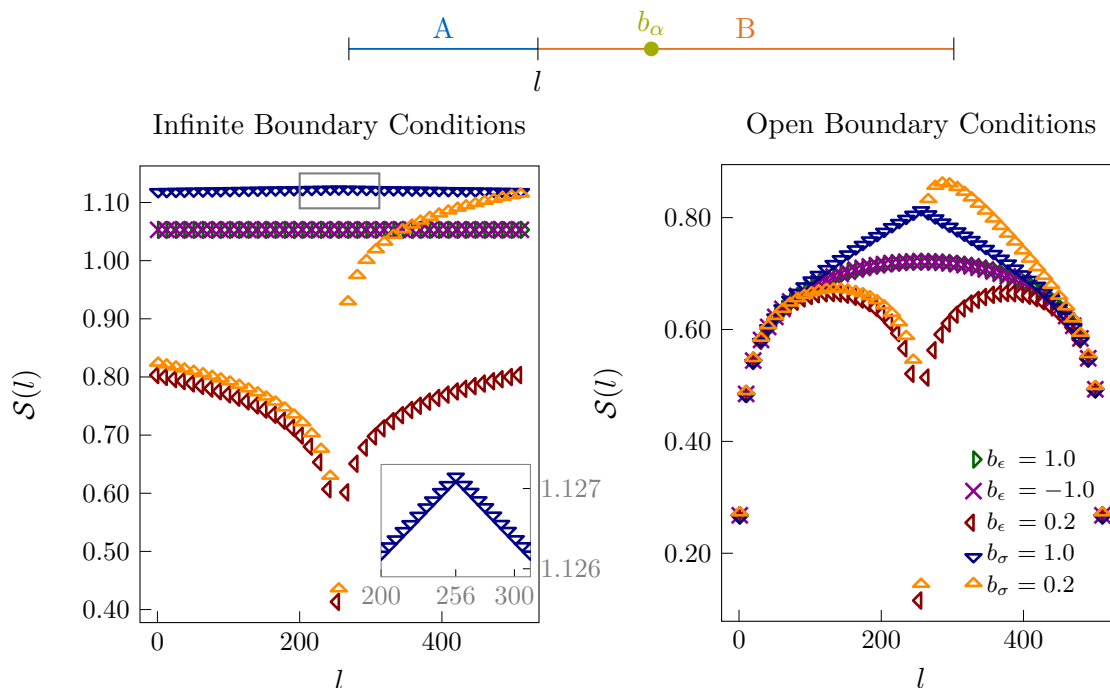 A
b_α
B
l
Infinite Boundary Conditions
Open Boundary Conditions
S(l)
1.10
1.00
0.90
0.80
0.70
0.60
0.50
0.40
0
200
400
l
1.127
1.126
200
256
300
S(l)
0.80
0.60
0.40
0.20
0
200
400
l
b_ϵ = 1.0
b_ϵ = −1.0
b_ϵ = 0.2
b_σ = 1.0
b_σ = 0.2